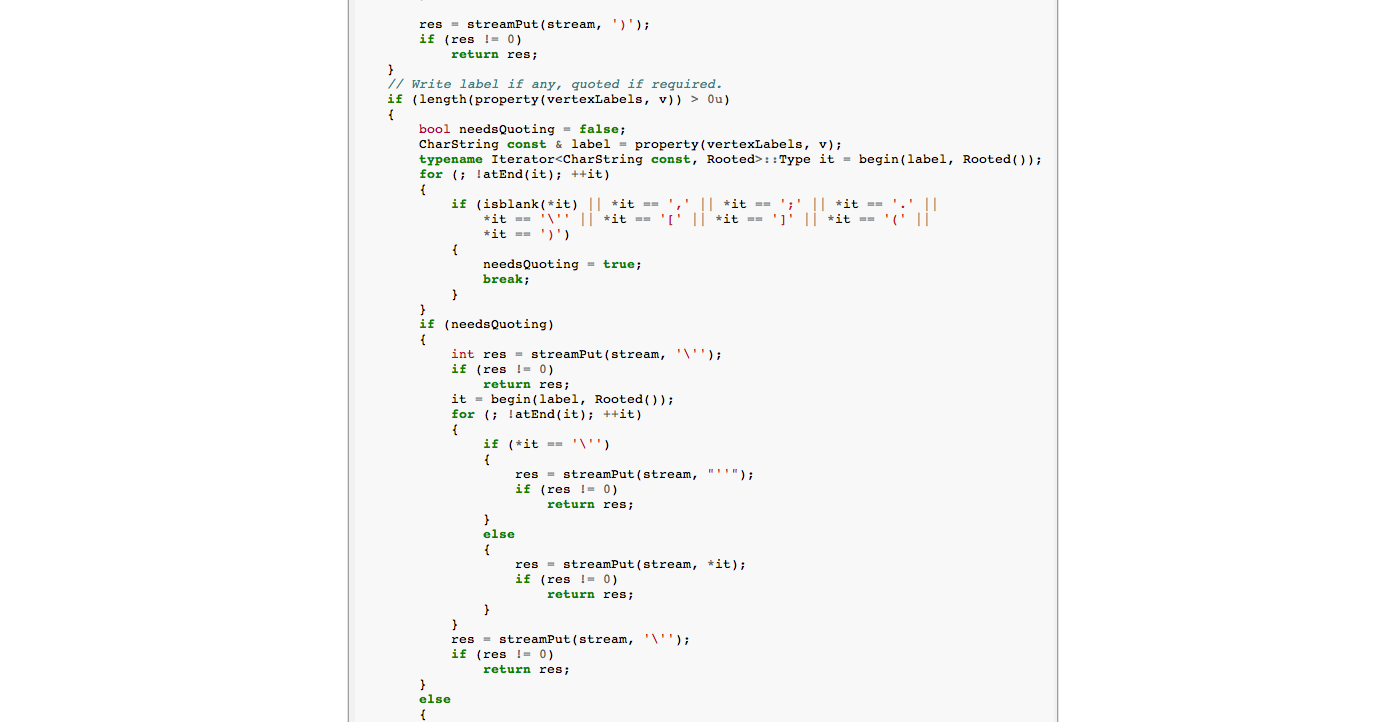 res = streamPut(stream, ')');
        if (res != 0)
            return res;
    }
    // Write label if any, quoted if required.
    if (length(property(vertexLabels, v)) > 0u)
    {
        bool needsQuoting = false;
        CharString const & label = property(vertexLabels, v);
        typename Iterator<CharString const, Rooted>::Type it = begin(label, Rooted());
        for (; !atEnd(it); ++it)
        {
            if (isblank(*it) || *it == ',' || *it == ';' || *it == '.' ||
                *it == '\'' || *it == '[' || *it == ']' || *it == '(' ||
                *it == ')')
            {
                needsQuoting = true;
                break;
            }
        }
        if (needsQuoting)
        {
            int res = streamPut(stream, '\'');
            if (res != 0)
                return res;
            it = begin(label, Rooted());
            for (; !atEnd(it); ++it)
            {
                if (*it == '\'')
                {
                    res = streamPut(stream, "''");
                    if (res != 0)
                        return res;
                }
                else
                {
                    res = streamPut(stream, *it);
                    if (res != 0)
                        return res;
                }
            }
            res = streamPut(stream, '\'');
            if (res != 0)
                return res;
        }
        else
        {